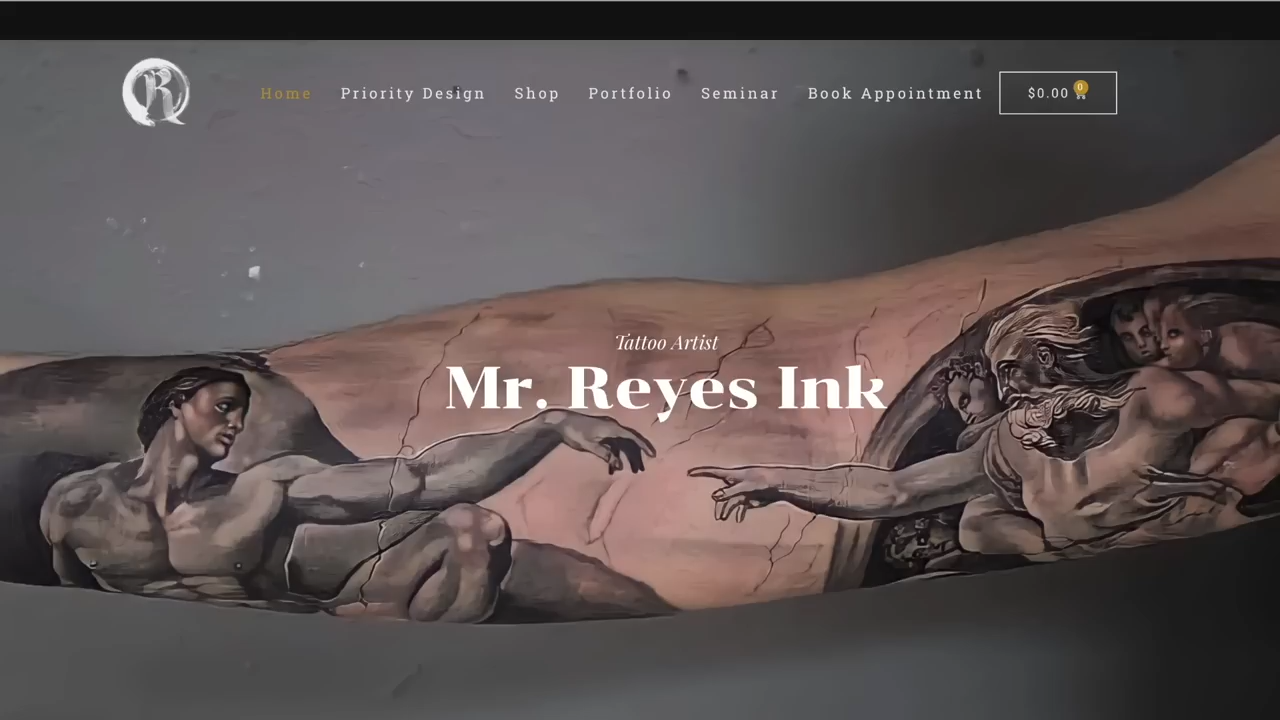 R
Home Priority Design Shop Portfolio Seminar Book Appointment $0.00 0
Tattoo Artist
Mr. Reyes Ink